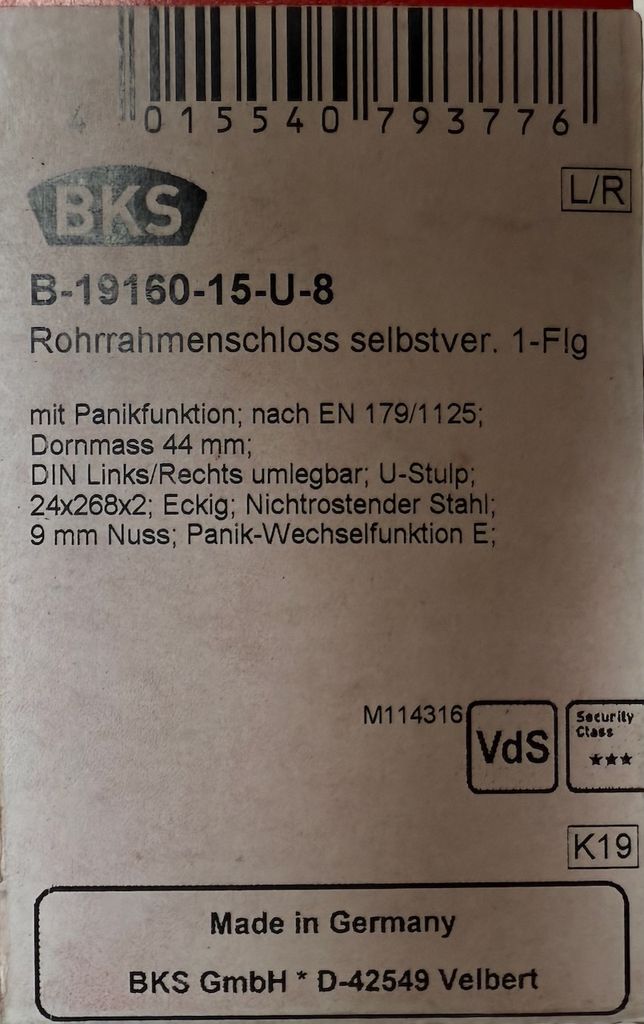 4 015540 793776
BKS
L/R
B-19160-15-U-8
Rohrrahmenschloss selbstver. 1-Flg
mit Panikfunktion; nach EN 179/1125;
Dornmass 44 mm;
DIN Links/Rechts umlegbar; U-Stulp;
24x268x2; Eckig; Nichtrostender Stahl;
9 mm Nuss; Panik-Wechselfunktion E;
M114316
VdS
Security
Class
★★★
K19
Made in Germany
BKS GmbH * D-42549 Velbert